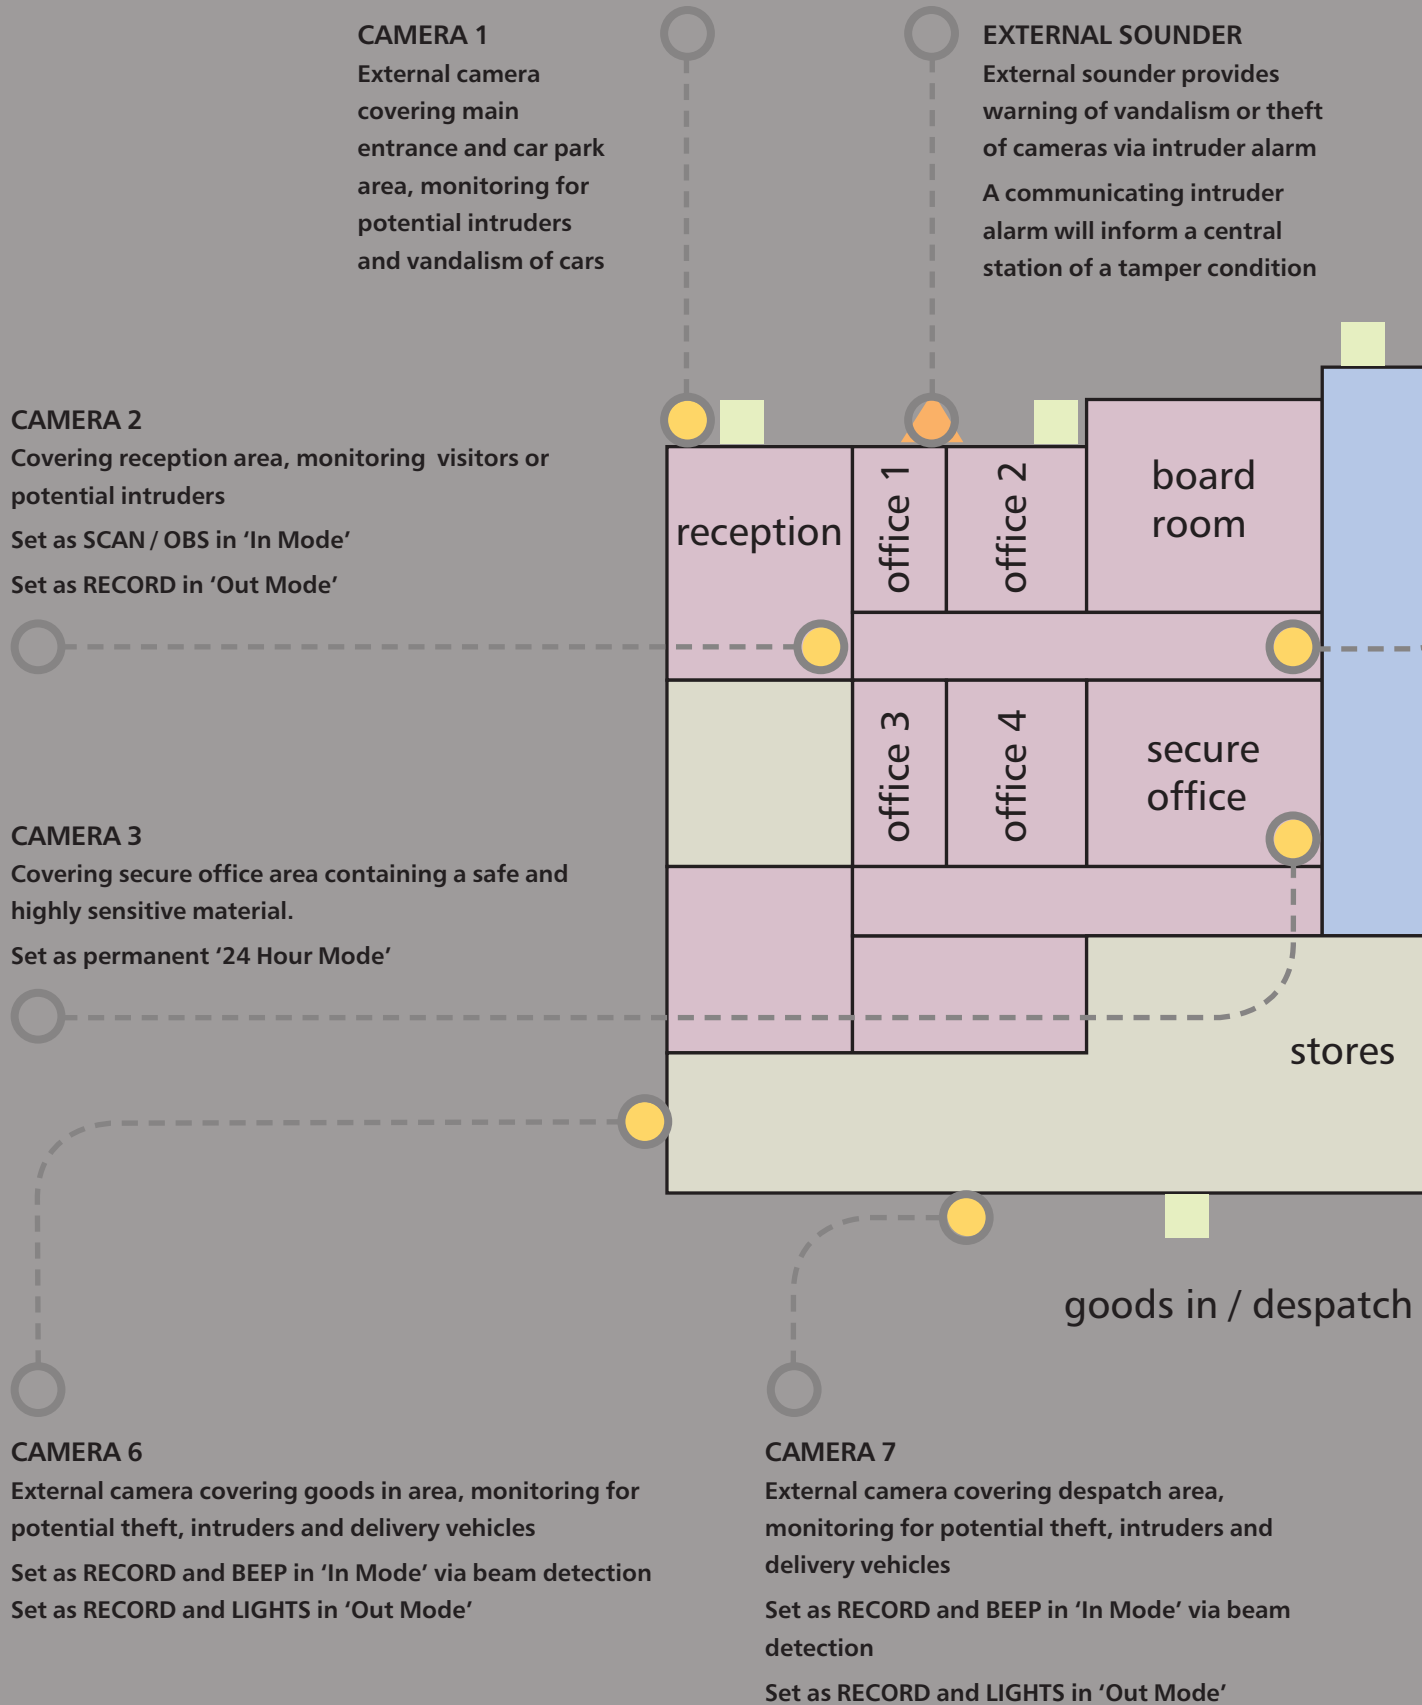 CAMERA 1
External camera
covering main
entrance and car park
area, monitoring for
potential intruders
and vandalism of cars
EXTERNAL SOUNDER
External sounder provides
warning of vandalism or theft
of cameras via intruder alarm
A communicating intruder
alarm will inform a central
station of a tamper condition
CAMERA 2
Covering reception area, monitoring visitors or
potential intruders
Set as SCAN / OBS in ‘In Mode’
Set as RECORD in ‘Out Mode’
reception
office 1
office 2
board
room
office 3
office 4
secure
office
CAMERA 3
Covering secure office area containing a safe and
highly sensitive material.
Set as permanent ‘24 Hour Mode’
stores
goods in / despatch
CAMERA 6
External camera covering goods in area, monitoring for
potential theft, intruders and delivery vehicles
Set as RECORD and BEEP in ‘In Mode’ via beam detection
Set as RECORD and LIGHTS in ‘Out Mode’
CAMERA 7
External camera covering despatch area,
monitoring for potential theft, intruders and
delivery vehicles
Set as RECORD and BEEP in ‘In Mode’ via beam
detection
Set as RECORD and LIGHTS in ‘Out Mode’